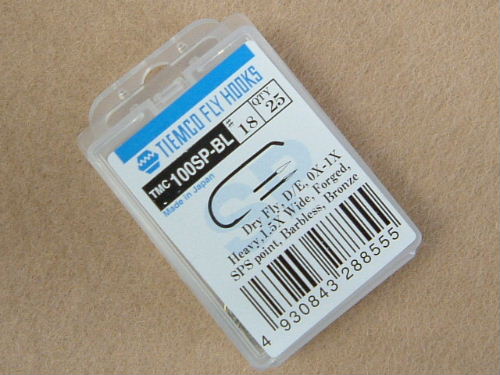 TIEMCO FLY HOOKS
TMC 100SP-BL
# 18
QTY 25
Made in Japan
SP
Dry Fly, D/E, 0X-1X
Heavy,1.5X Wide, Forged,
SPS point, Barbless, Bronze
4 930843 288555